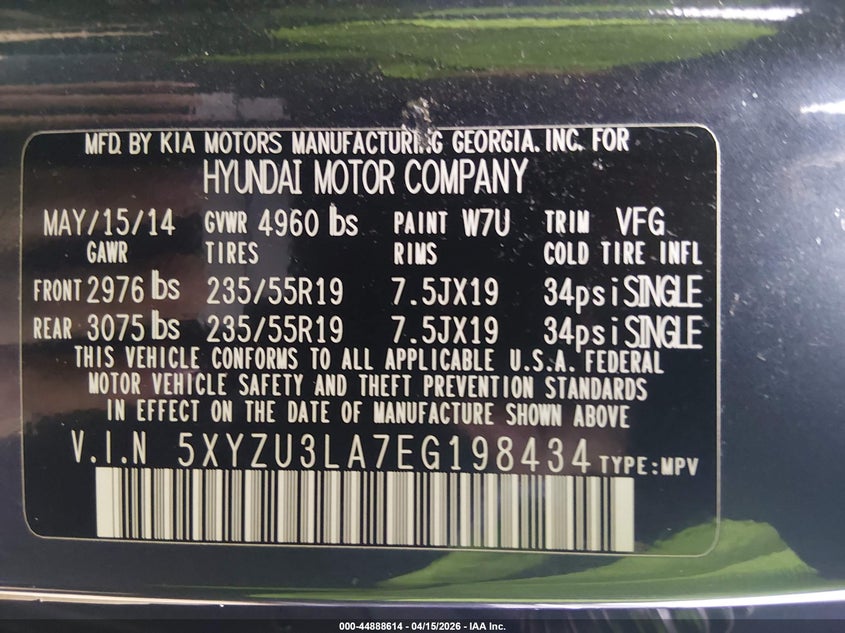 MFD. BY KIA MOTORS MANUFACTURING GEORGIA. INC. FOR
HYUNDAI MOTOR COMPANY
MAY/15/14 GVWR 4960 lbs PAINT W7U TRIM VFG
GAWR TIRES RIMS COLD TIRE INFL
FRONT 2976 lbs 235/55R19 7.5JX19 34psi SINGLE
REAR 3075 lbs 235/55R19 7.5JX19 34psi SINGLE
THIS VEHICLE CONFORMS TO ALL APPLICABLE U.S.A. FEDERAL
MOTOR VEHICLE SAFETY AND THEFT PREVENTION STANDARDS
IN EFFECT ON THE DATE OF MANUFACTURE SHOWN ABOVE
V.I.N 5XYZU3LA7EG198434 TYPE:MPV
000-44888614 - 04/15/2026 - IAA Inc.